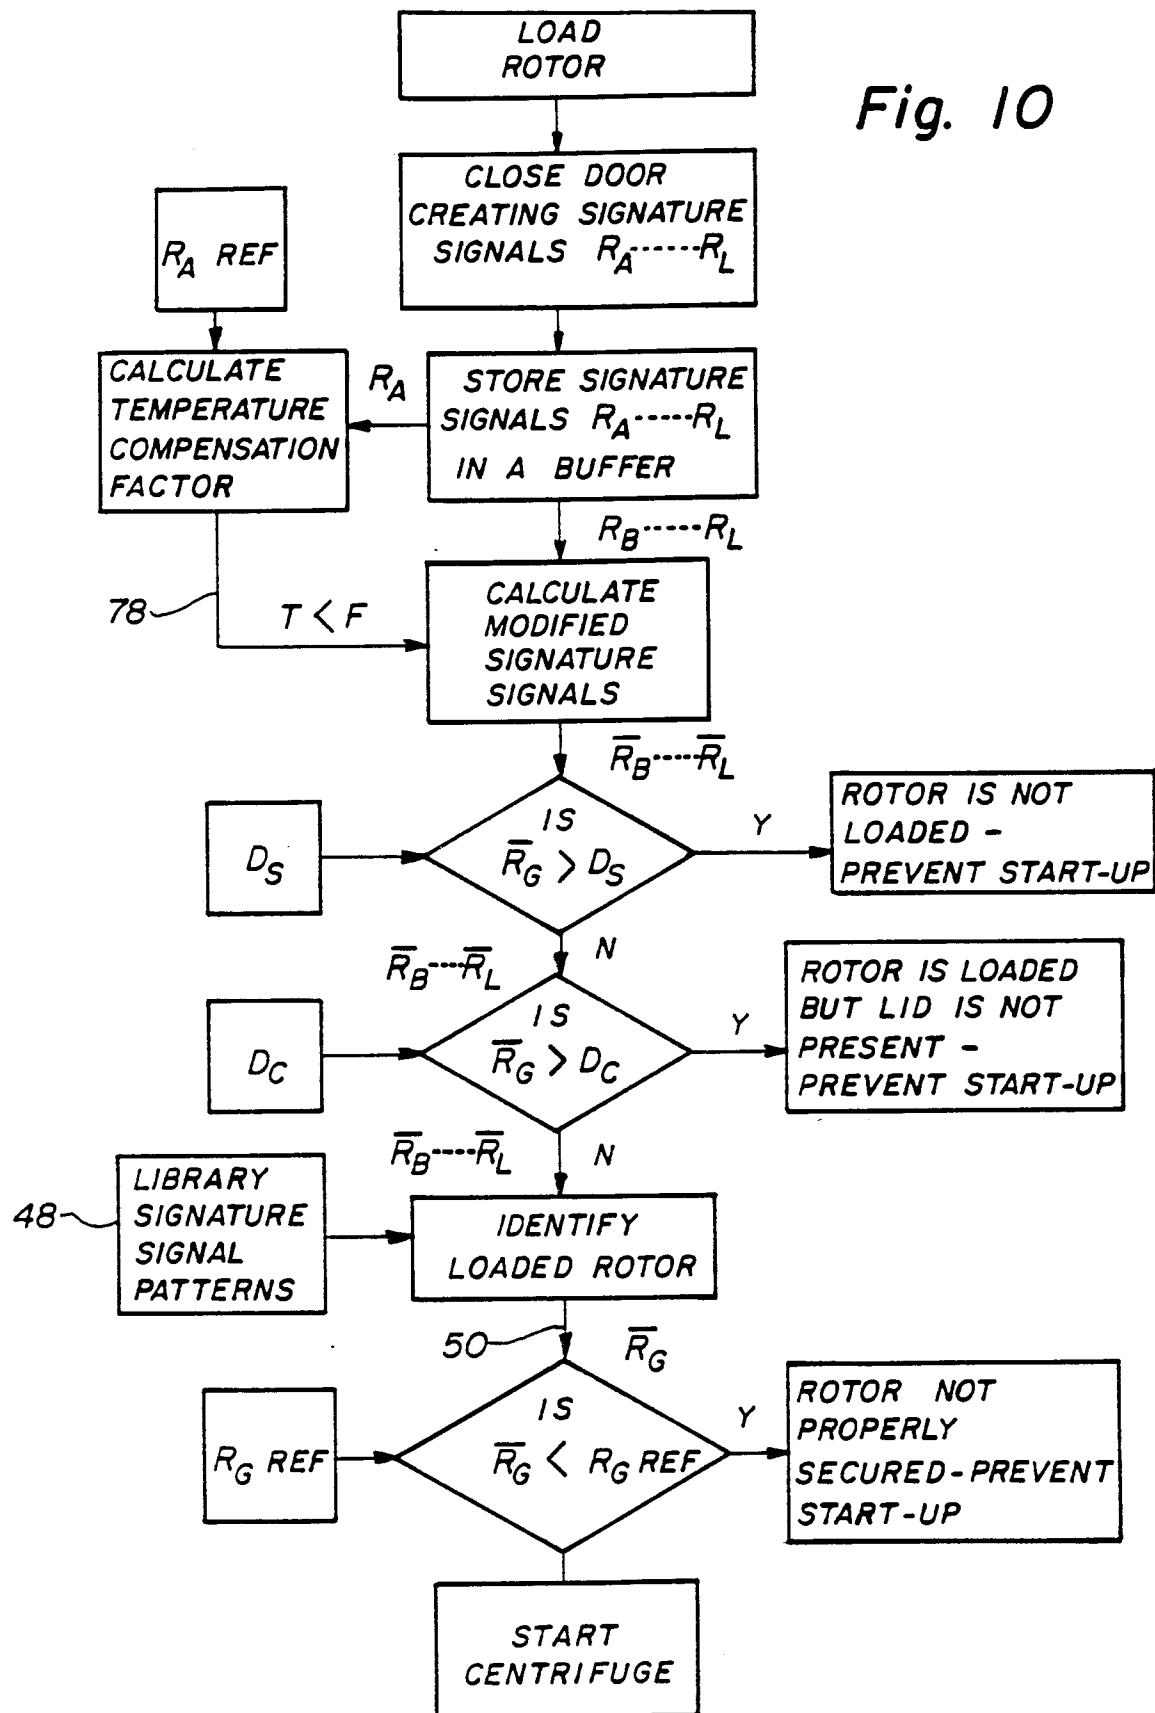 LOAD
ROTOR
Fig. 10
CLOSE DOOR
CREATING SIGNATURE
SIGNALS R_A------R_L
R_A REF
CALCULATE
TEMPERATURE
COMPENSATION
FACTOR
R_A
STORE SIGNATURE
SIGNALS R_A-----R_L
IN A BUFFER
R_B-----R_L
78
T < F
CALCULATE
MODIFIED
SIGNATURE
SIGNALS
R̅_B-----R̅_L
D_S
IS
R̅_G > D_S
Y
ROTOR IS NOT
LOADED -
PREVENT START-UP
N
R̅_B----R̅_L
D_C
IS
R̅_G > D_C
Y
ROTOR IS LOADED
BUT LID IS NOT
PRESENT -
PREVENT START-UP
R̅_B----R̅_L
N
48
LIBRARY
SIGNATURE
SIGNAL
PATTERNS
IDENTIFY
LOADED ROTOR
50
R̅_G
R_G REF
IS
R̅_G < R_G REF
Y
ROTOR NOT
PROPERLY
SECURED-PREVENT
START-UP
START
CENTRIFUGE